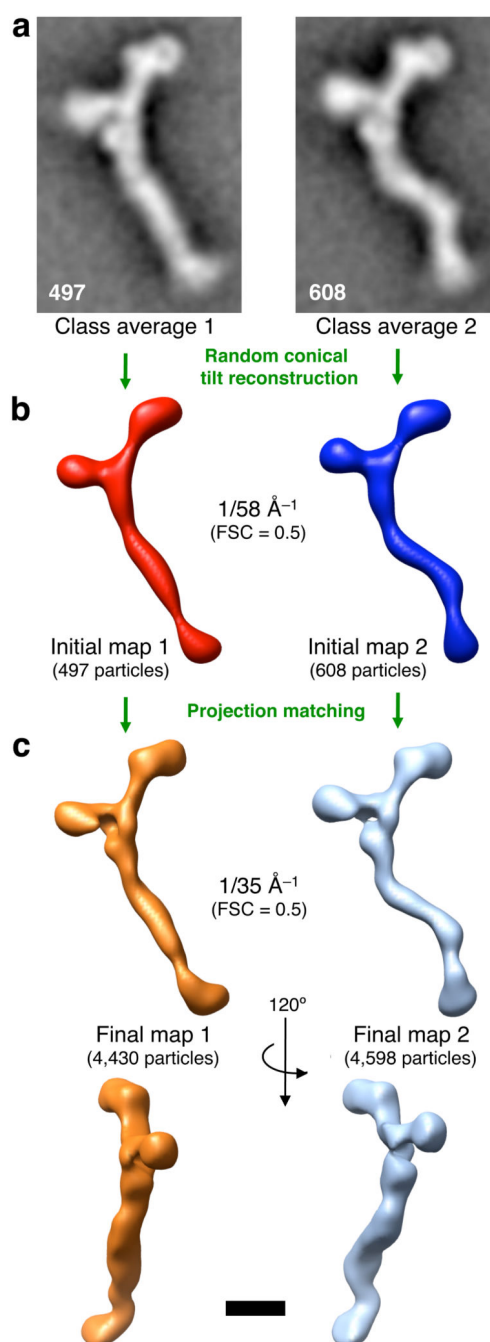 a
497
608
Class average 1
Class average 2
Random conical
tilt reconstruction
b
1/58 Å⁻¹
(FSC = 0.5)
Initial map 1
(497 particles)
Initial map 2
(608 particles)
Projection matching
c
1/35 Å⁻¹
(FSC = 0.5)
120º
Final map 1
(4,430 particles)
Final map 2
(4,598 particles)